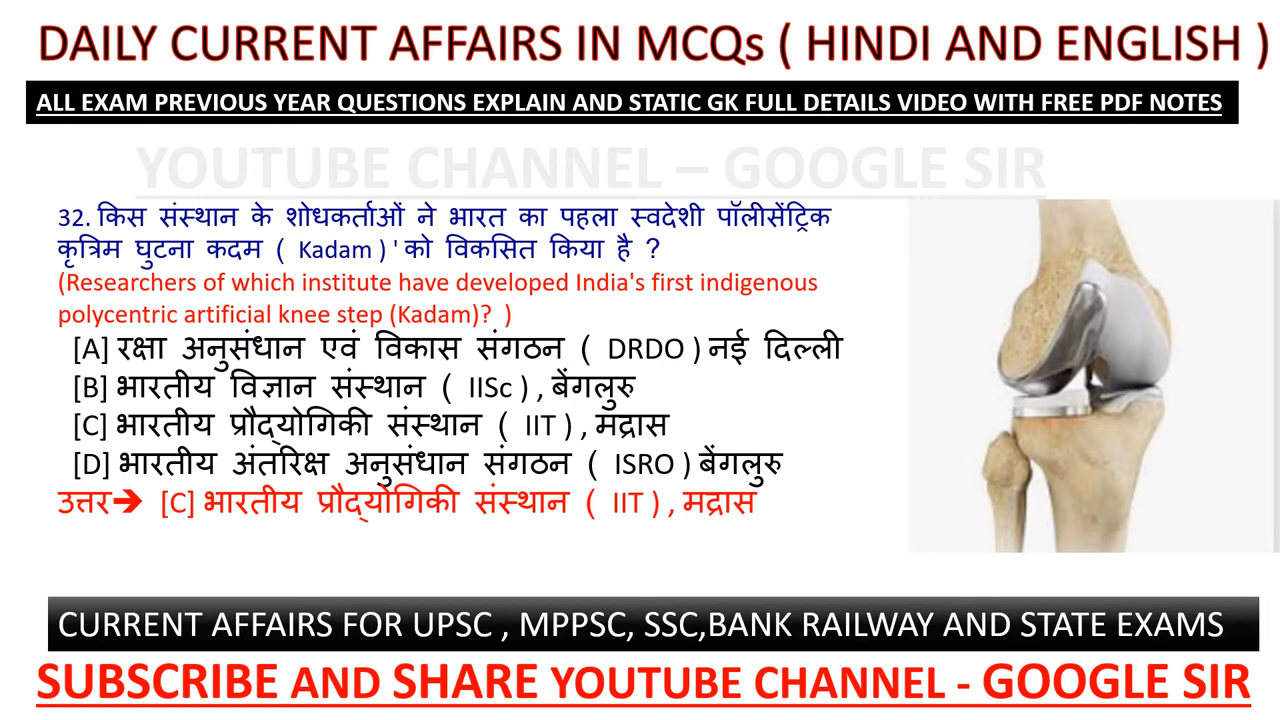 DAILY CURRENT AFFAIRS IN MCQs ( HINDI AND ENGLISH )
ALL EXAM PREVIOUS YEAR QUESTIONS EXPLAIN AND STATIC GK FULL DETAILS VIDEO WITH FREE PDF NOTES
YOUTUBE CHANNEL – GOOGLE SIR
32. किस संस्थान के शोधकर्ताओं ने भारत का पहला स्वदेशी पॉलीसेंट्रिक
कृत्रिम घुटना कदम ( Kadam ) ' को विकसित किया है ?
(Researchers of which institute have developed India's first indigenous
polycentric artificial knee step (Kadam)? )
[A] रक्षा अनुसंधान एवं विकास संगठन ( DRDO ) नई दिल्ली
[B] भारतीय विज्ञान संस्थान ( IISc ) , बेंगलुरु
[C] भारतीय प्रौद्योगिकी संस्थान ( IIT ) , मद्रास
[D] भारतीय अंतरिक्ष अनुसंधान संगठन ( ISRO ) बेंगलुरु
उत्तर➔ [C] भारतीय प्रौद्योगिकी संस्थान ( IIT ) , मद्रास
CURRENT AFFAIRS FOR UPSC , MPPSC, SSC,BANK RAILWAY AND STATE EXAMS
SUBSCRIBE AND SHARE YOUTUBE CHANNEL - GOOGLE SIR